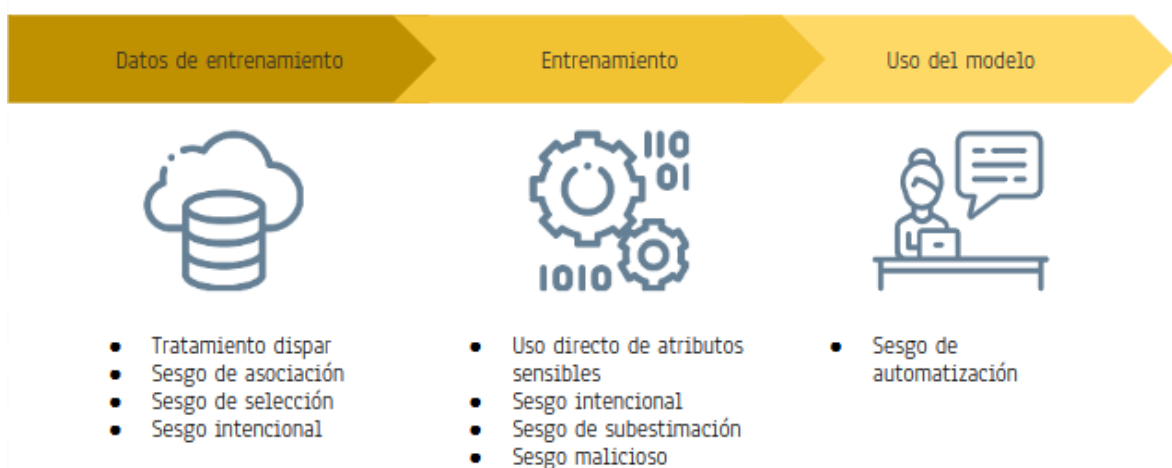 Datos de entrenamiento
Entrenamiento
Uso del modelo
110
01
1010
● Tratamiento dispar
● Sesgo de asociación
● Sesgo de selección
● Sesgo intencional
● Uso directo de atributos
sensibles
● Sesgo intencional
● Sesgo de subestimación
● Sesgo malicioso
● Sesgo de
automatización